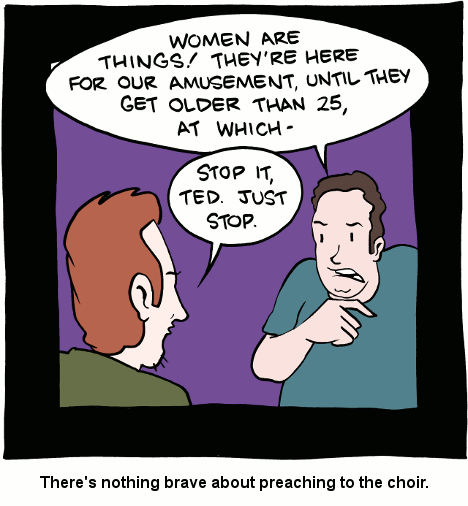 WOMEN ARE
THINGS! THEY'RE HERE
FOR OUR AMUSEMENT, UNTIL THEY
GET OLDER THAN 25,
AT WHICH-
STOP IT,
TED. JUST
STOP.
There's nothing brave about preaching to the choir.